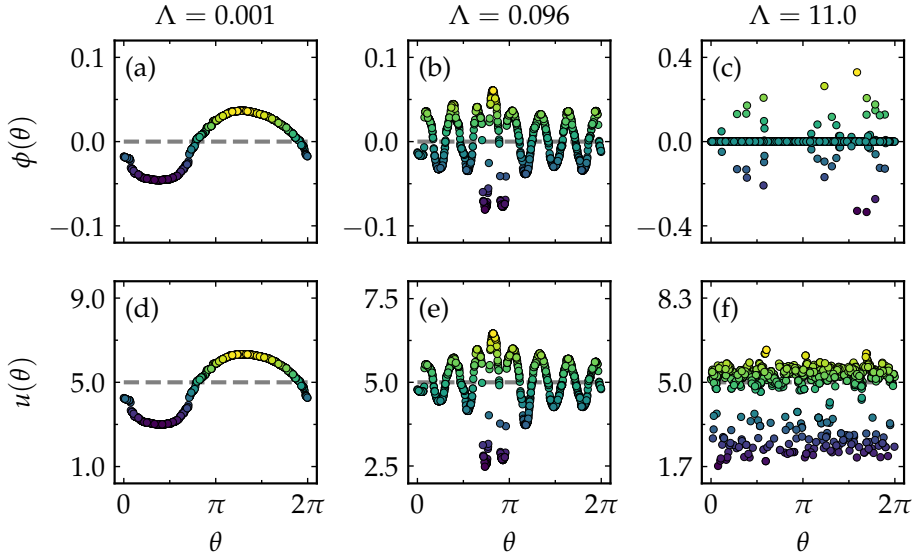 Λ = 0.001
Λ = 0.096
Λ = 11.0
ϕ(θ)
0.1
0.0
−0.1
(a)
0.1
0.0
−0.1
(b)
0.4
0.0
−0.4
(c)
u(θ)
9.0
5.0
1.0
(d)
7.5
5.0
2.5
(e)
8.3
5.0
1.7
(f)
0 π 2π
0 π 2π
0 π 2π
θ
θ
θ